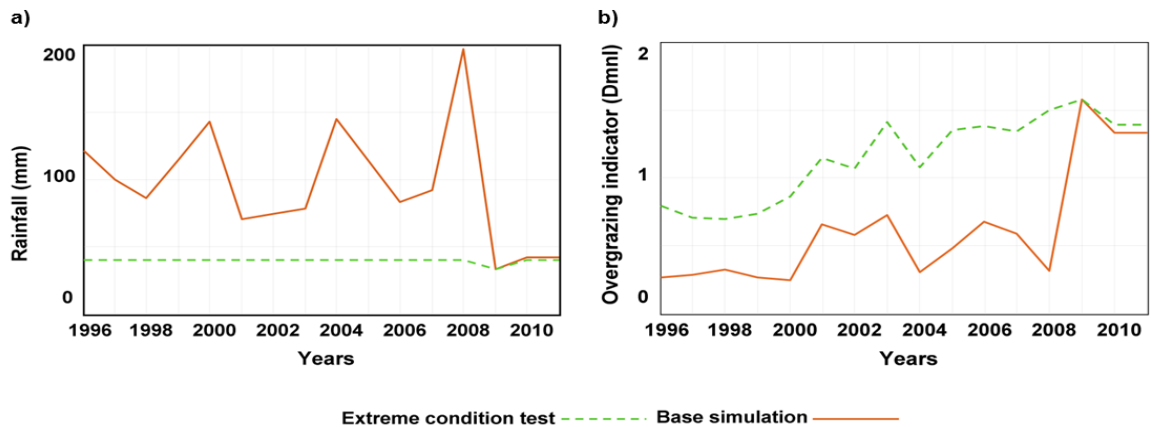 a)
Rainfall (mm)
200
100
0
1996 1998 2000 2002 2004 2006 2008 2010
Years
b)
Overgrazing indicator (Dmnl)
2
1
0
1996 1998 2000 2002 2004 2006 2008 2010
Years
Extreme condition test
Base simulation